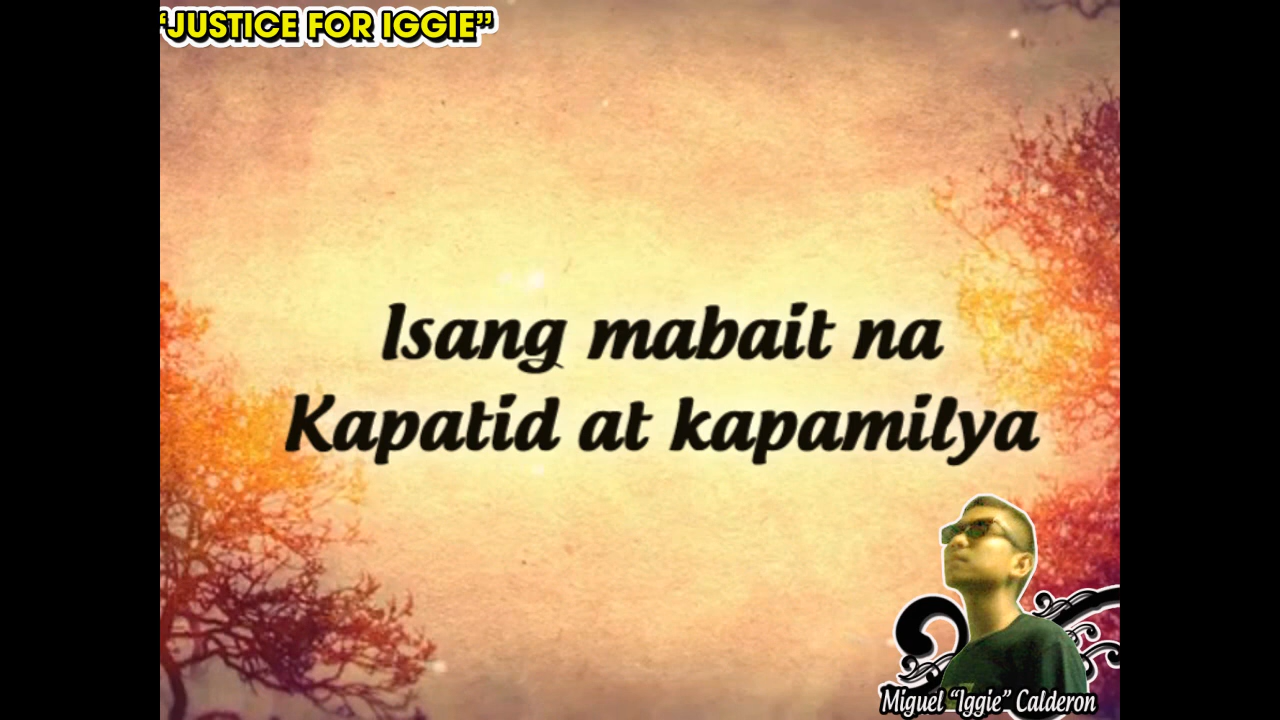 “JUSTICE FOR IGGIE”
Isang mabait na
Kapatid at kapamilya
Miguel “Iggie” Calderon